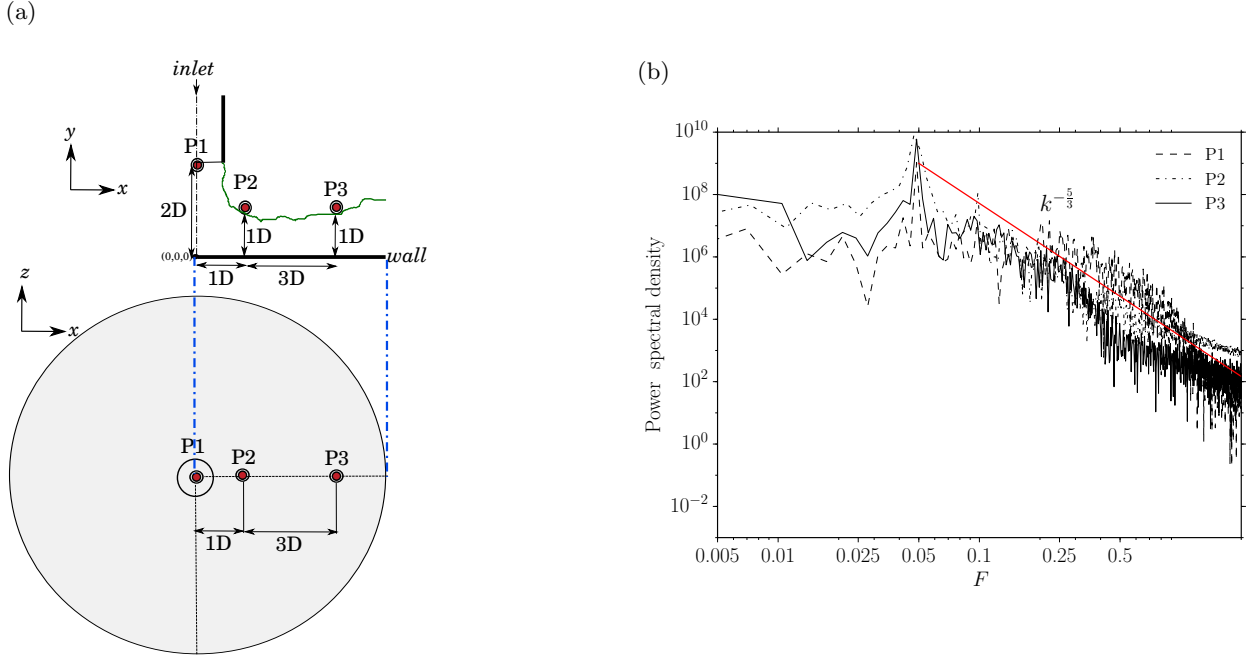 (a)
inlet
y
x
P1
P2
P3
2D
1D
1D
(0,0,0)
wall
1D
3D
z
x
P1
P2
P3
1D
3D
(b)
10^{10}
10^{8}
10^{6}
10^{4}
10^{2}
10^{0}
10^{-2}
Power spectral density
k^{-\frac{5}{3}}
P1
P2
P3
0.005
0.01
0.025
0.05
0.1
0.25
0.5
F